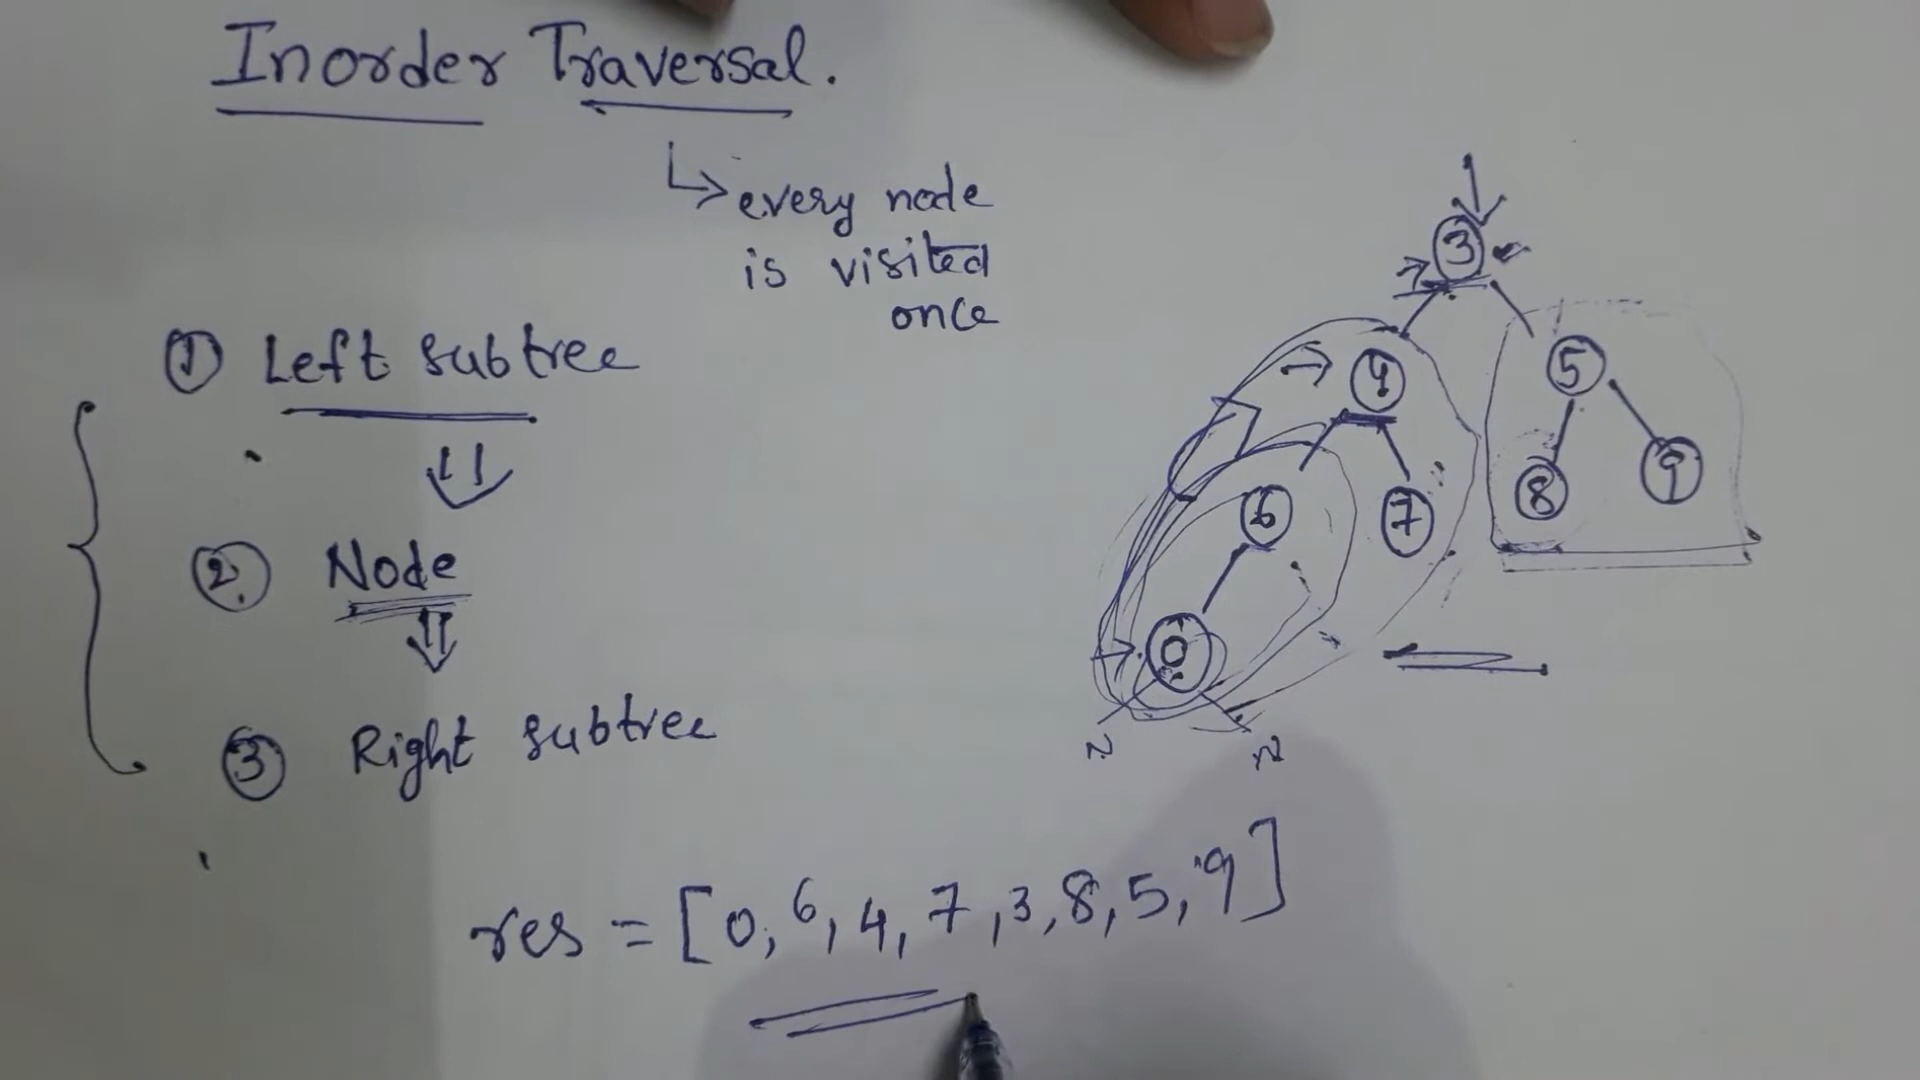 Inorder Traversal.
↳ every node
is visited
once
① Left subtree
② Node
③ Right subtree
3
4
5
6
7
8
9
0
N
N
res = [0, 6, 4, 7, 3, 8, 5, 9]